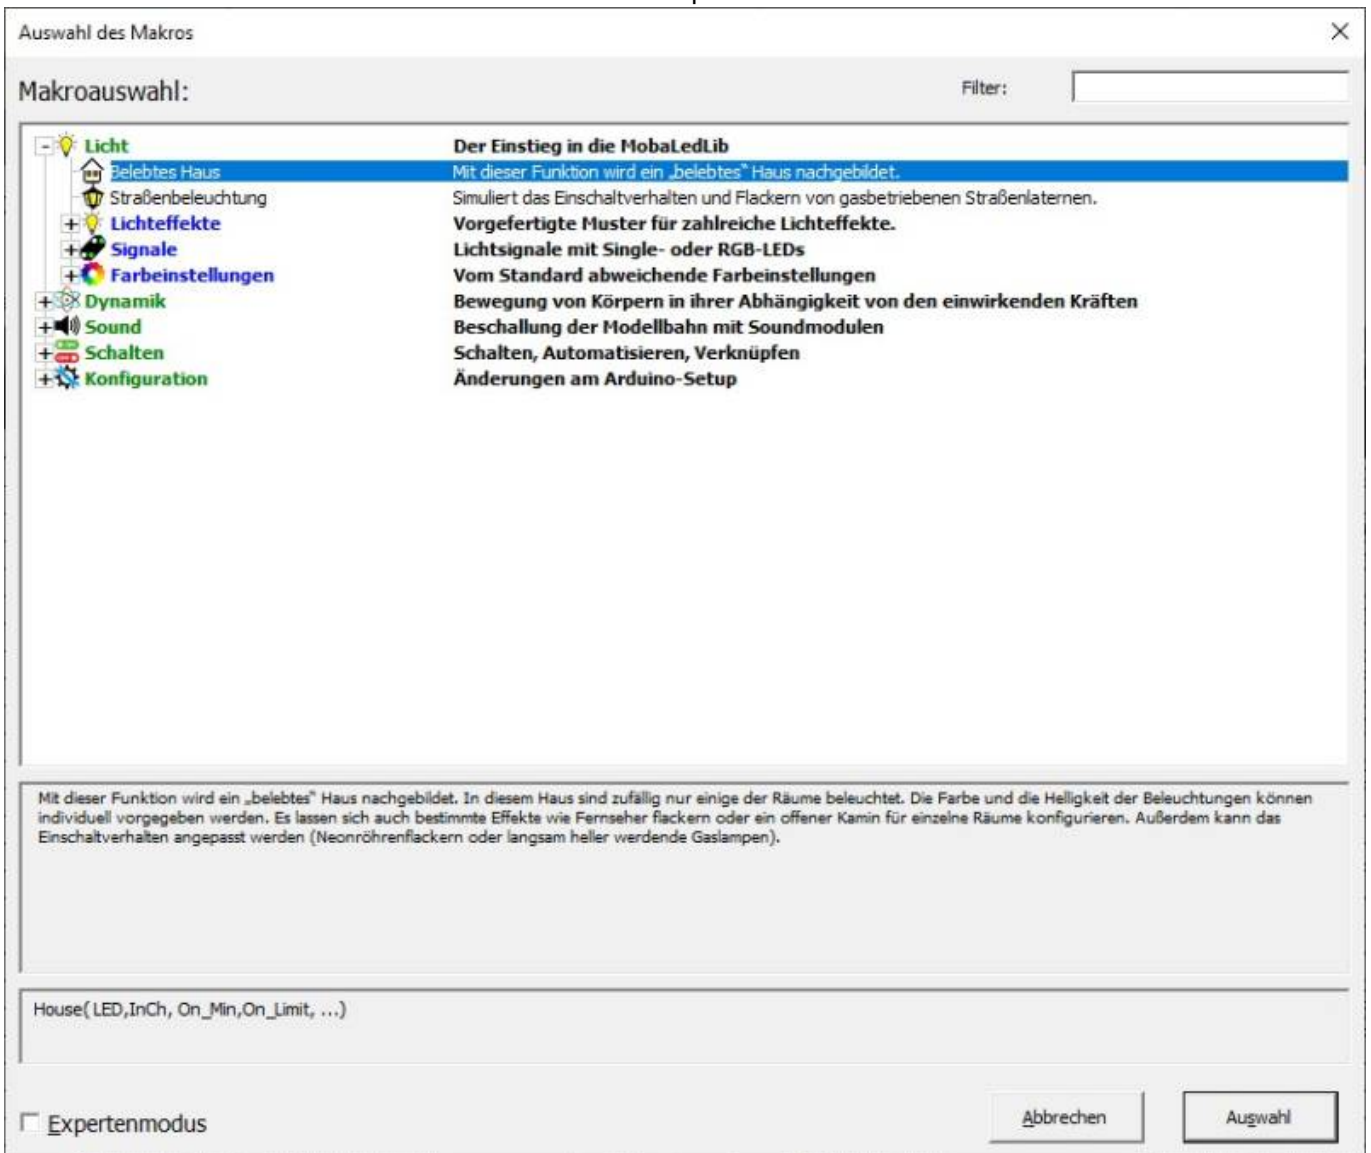 Auswahl des Makros
Makroauswahl: Filter:
Licht Der Einstieg in die MobaLedLib
Belebtes Haus Mit dieser Funktion wird ein „belebtes“ Haus nachgebildet.
Straßenbeleuchtung Simuliert das Einschaltverhalten und Flackern von gasbetriebenen Straßenlaternen.
Lichteffekte Vorgefertigte Muster für zahlreiche Lichteffekte.
Signale Lichtsignale mit Single- oder RGB-LEDs
Farbeinstellungen Vom Standard abweichende Farbeinstellungen
Dynamik Bewegung von Körpern in ihrer Abhängigkeit von den einwirkenden Kräften
Sound Beschallung der Modellbahn mit Soundmodulen
Schalten Schalten, Automatisieren, Verknüpfen
Konfiguration Änderungen am Arduino-Setup
Mit dieser Funktion wird ein „belebtes“ Haus nachgebildet. In diesem Haus sind zufällig nur einige der Räume beleuchtet. Die Farbe und die Helligkeit der Beleuchtungen können
individuell vorgegeben werden. Es lassen sich auch bestimmte Effekte wie Fernseher flackern oder ein offener Kamin für einzelne Räume konfigurieren. Außerdem kann das
Einschaltverhalten angepasst werden (Neonröhrenflackern oder langsam heller werdende Gaslampen).
House( LED,InCh, On_Min,On_Limit, ...)
Expertenmodus Abbrechen Auswahl